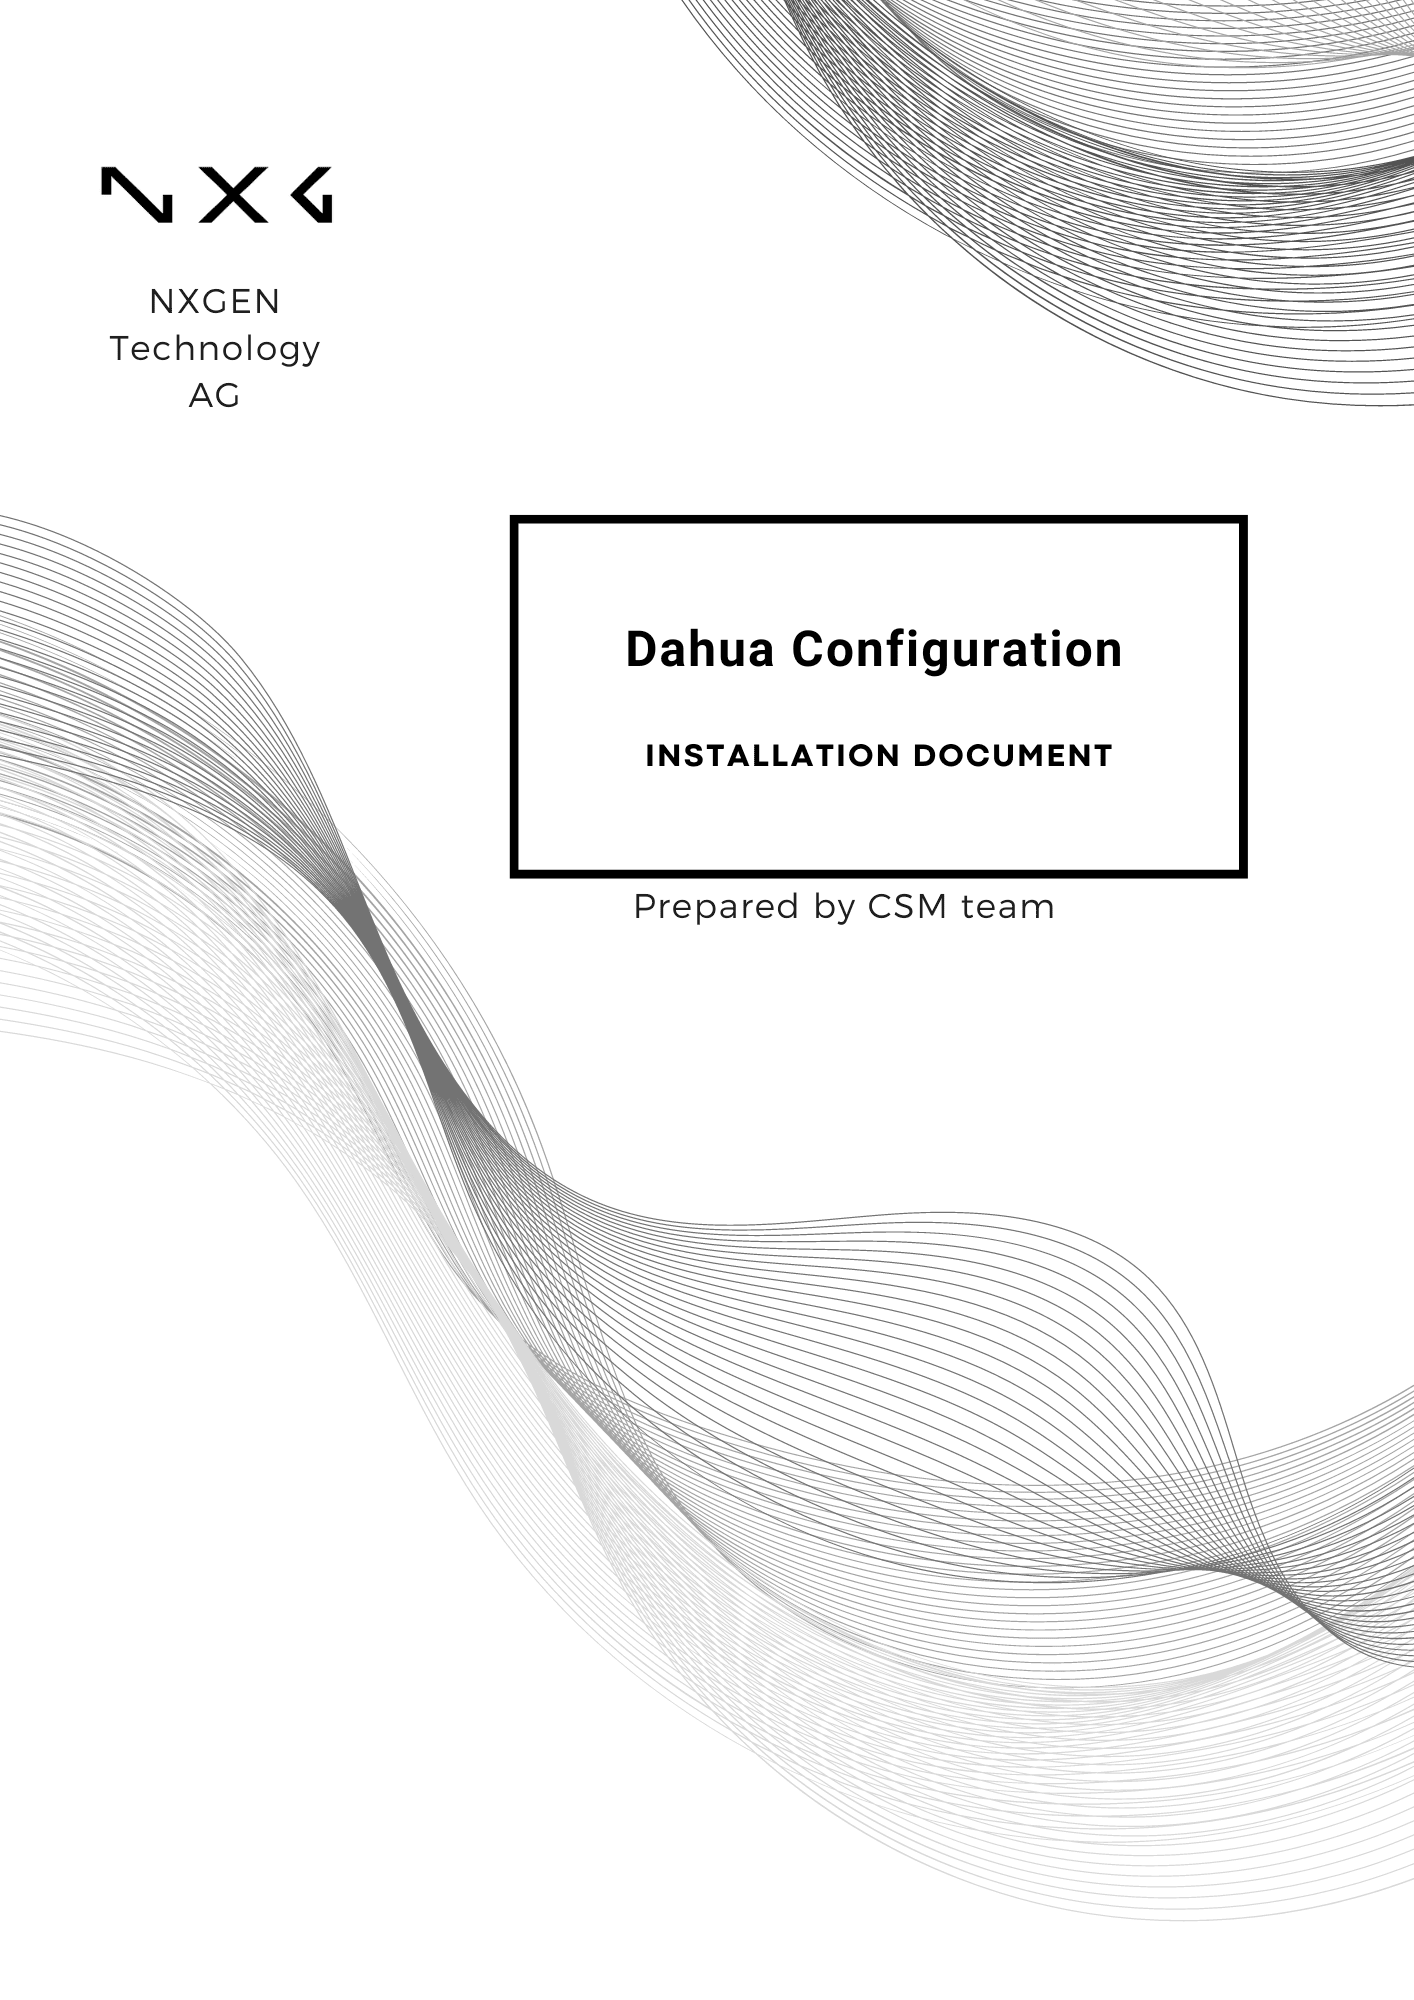 NXG
NXGEN
Technology
AG
Dahua Configuration
INSTALLATION DOCUMENT
Prepared by CSM team